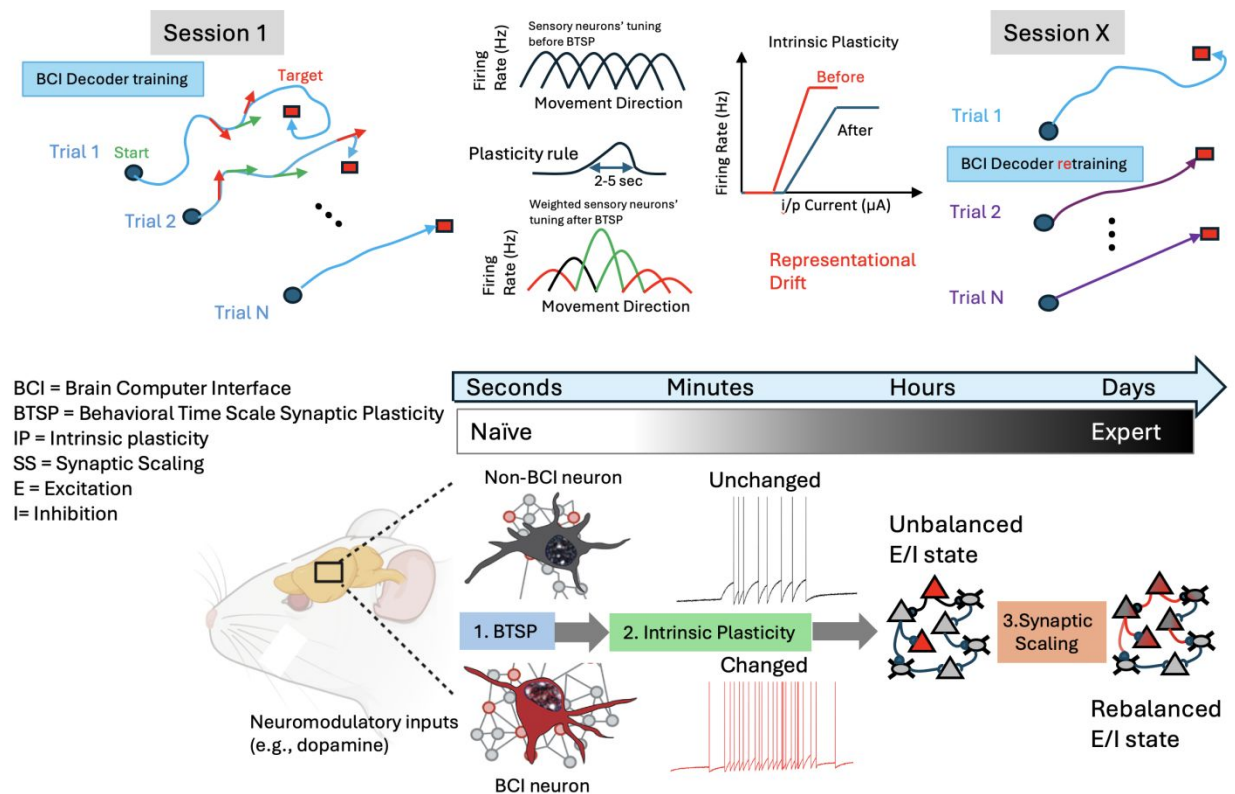 Session 1
BCI Decoder training
Target
Trial 1
Start
Trial 2
Trial N
Sensory neurons' tuning
before BTSP
Firing
Rate (Hz)
Movement Direction
Plasticity rule
2-5 sec
Weighted sensory neurons'
tuning after BTSP
Firing
Rate (Hz)
Movement Direction
Intrinsic Plasticity
Before
After
Firing Rate (Hz)
i/p Current (μA)
Representational
Drift
Session X
Trial 1
BCI Decoder retraining
Trial 2
Trial N
BCI = Brain Computer Interface
BTSP = Behavioral Time Scale Synaptic Plasticity
IP = Intrinsic plasticity
SS = Synaptic Scaling
E = Excitation
I= Inhibition
Seconds Minutes Hours Days
Naïve Expert
Non-BCI neuron
Unchanged
Unbalanced
E/I state
1. BTSP
2. Intrinsic Plasticity
3.Synaptic
Scaling
Changed
Neuromodulatory inputs
(e.g., dopamine)
BCI neuron
Rebalanced
E/I state